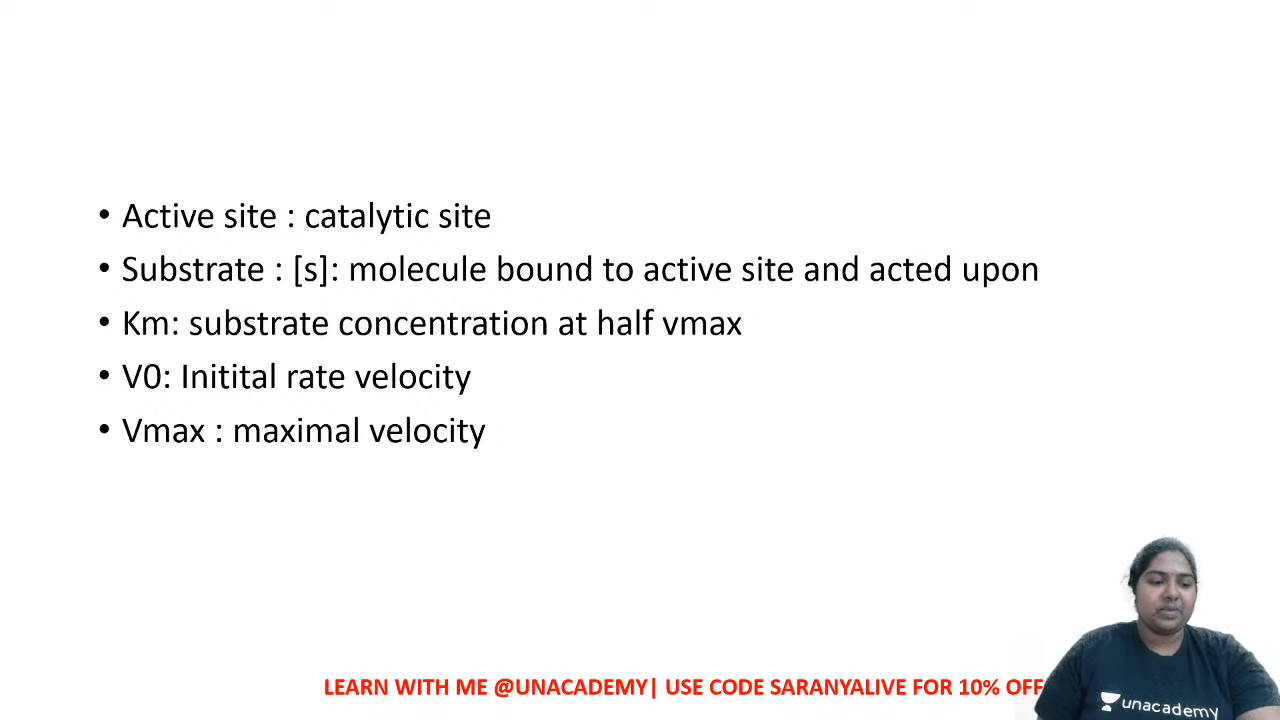 • Active site : catalytic site
• Substrate : [s]: molecule bound to active site and acted upon
• Km: substrate concentration at half vmax
• V0: Initital rate velocity
• Vmax : maximal velocity
LEARN WITH ME @UNACADEMY| USE CODE SARANYALIVE FOR 10% OFF
unacademy